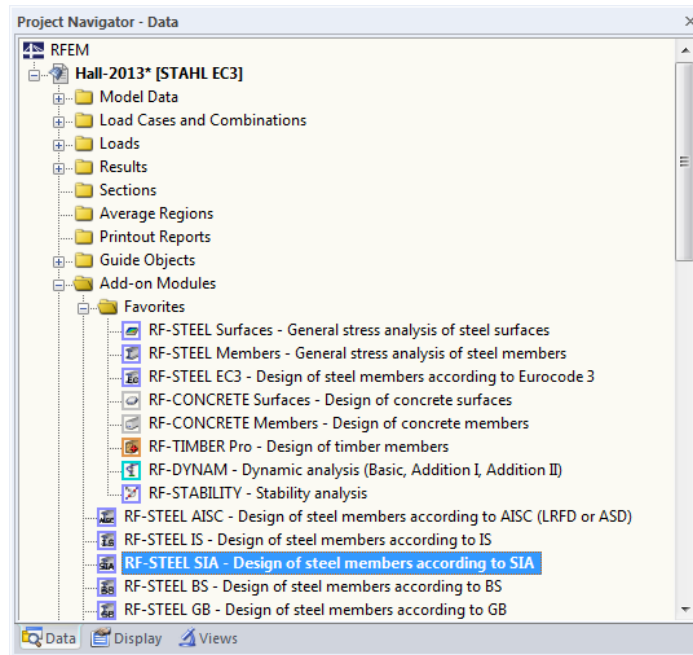 Project Navigator - Data
RFEM
Hall-2013* [STAHL EC3]
Model Data
Load Cases and Combinations
Loads
Results
Sections
Average Regions
Printout Reports
Guide Objects
Add-on Modules
Favorites
RF-STEEL Surfaces - General stress analysis of steel surfaces
RF-STEEL Members - General stress analysis of steel members
RF-STEEL EC3 - Design of steel members according to Eurocode 3
RF-CONCRETE Surfaces - Design of concrete surfaces
RF-CONCRETE Members - Design of concrete members
RF-TIMBER Pro - Design of timber members
RF-DYNAM - Dynamic analysis (Basic, Addition I, Addition II)
RF-STABILITY - Stability analysis
RF-STEEL AISC - Design of steel members according to AISC (LRFD or ASD)
RF-STEEL IS - Design of steel members according to IS
RF-STEEL SIA - Design of steel members according to SIA
RF-STEEL BS - Design of steel members according to BS
RF-STEEL GB - Design of steel members according to GB
Data Display Views